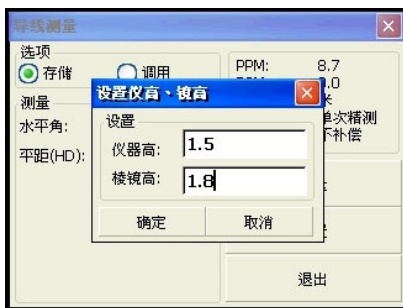 导线测量
选项
存储
调用
PPM:
8.7
.0
米
单次精测
不补偿
测量
水平角:
平距(HD):
设置仪高、镜高
设置
仪器高:
1.5
棱镜高:
1.8
确定
取消
退出